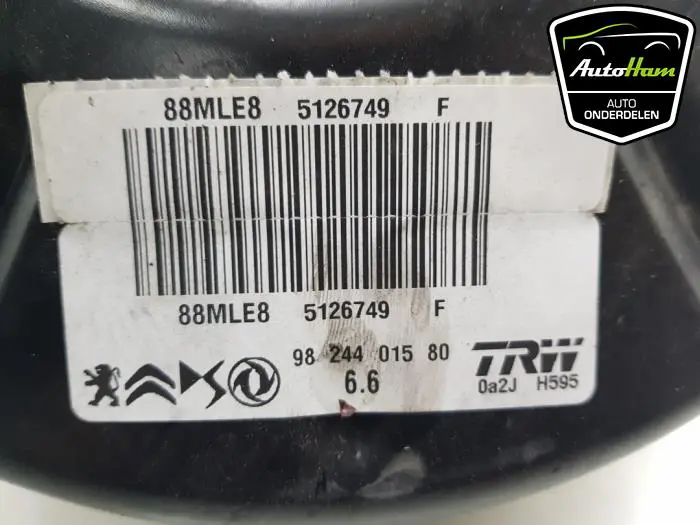 88MLE8 5126749 F
88MLE8 5126749 F
98 244 015 80
6.6
TRW
0a2J H595
AutoHam
AUTO
ONDERDELEN